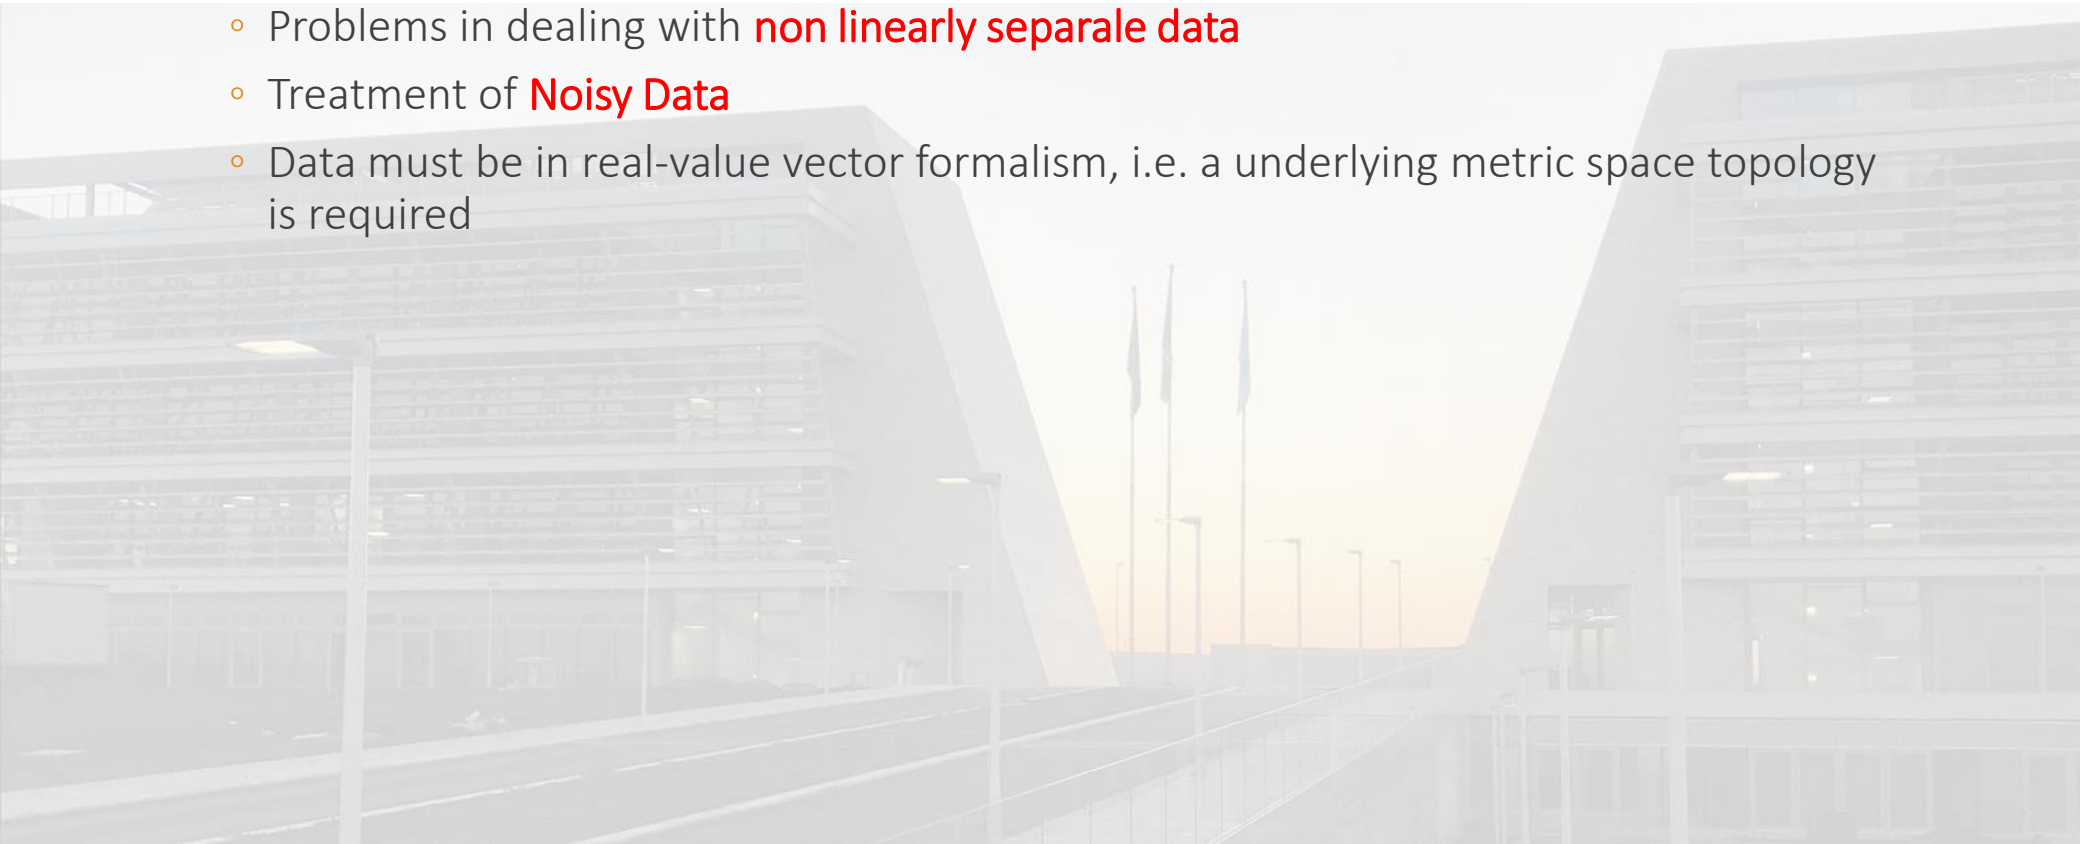 ◦ Problems in dealing with non linearly separale data
◦ Treatment of Noisy Data
◦ Data must be in real-value vector formalism, i.e. a underlying metric space topology
is required